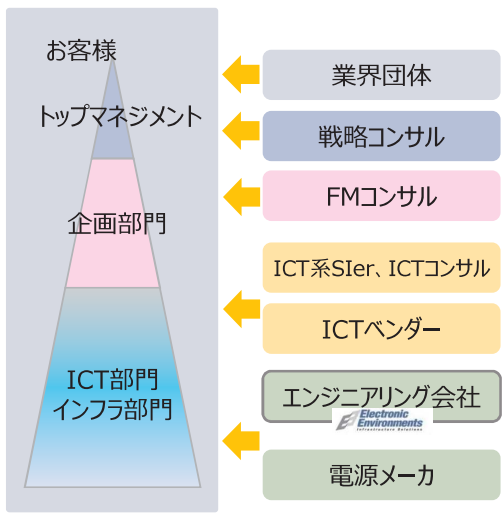 お客様
トップマネジメント
企画部門
ICT部門
インフラ部門
業界団体
戦略コンサル
FMコンサル
ICT系SIer、ICTコンサル
ICTベンダー
エンジニアリング会社
Electronic
Environments
Infrastructure Solutions
電源メーカ